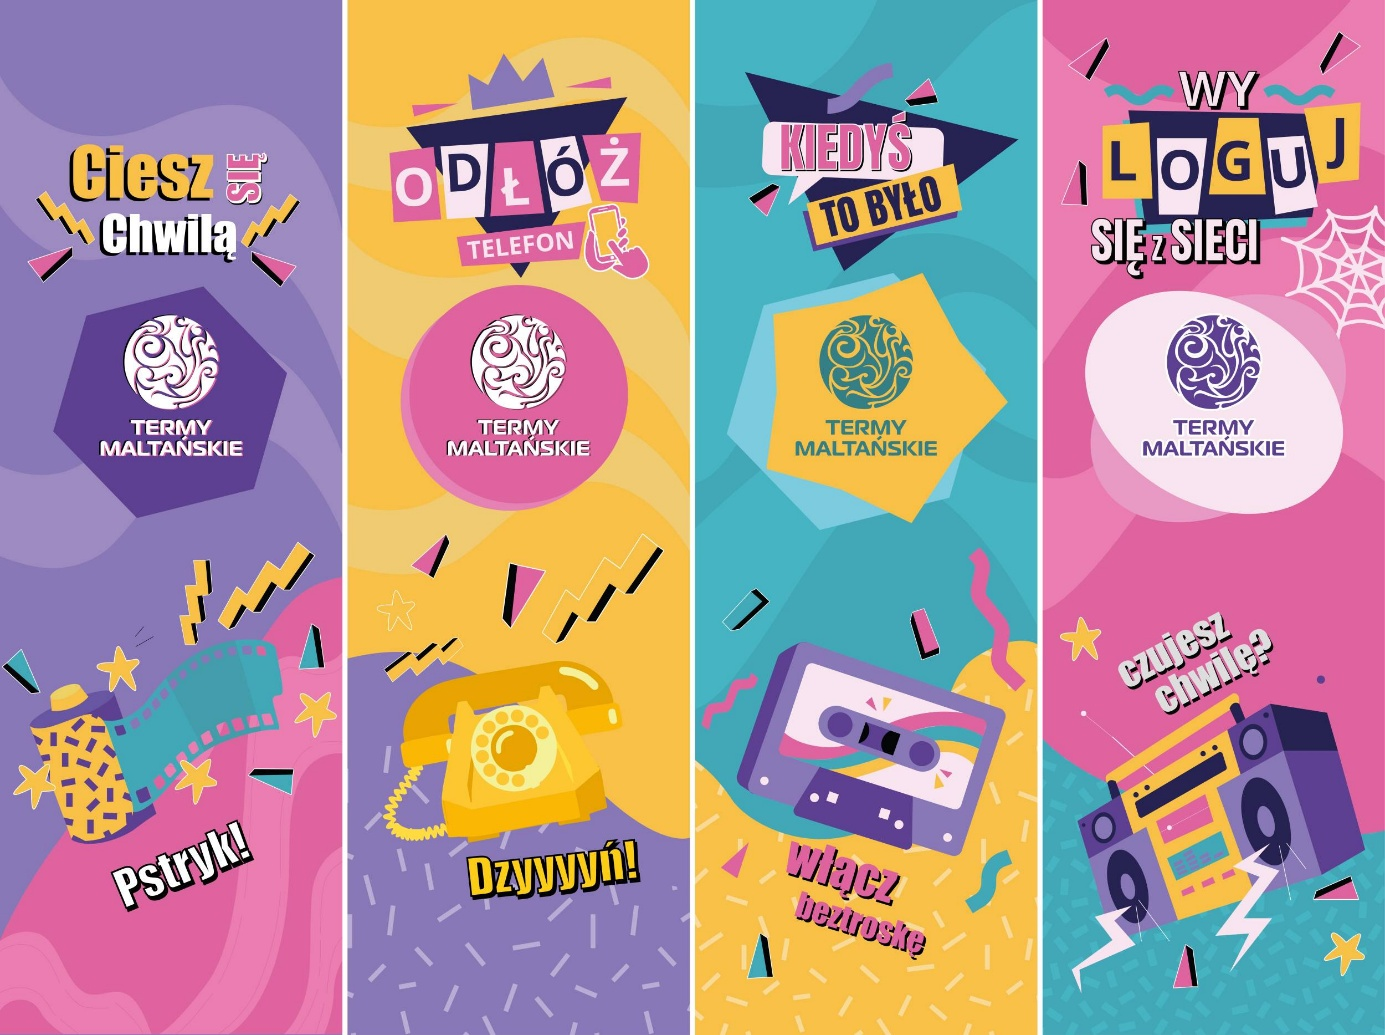 Ciesz SIĘ
Chwilą
TERMY
MALTAŃSKIE
Pstryk!
ODŁÓŻ
TELEFON
TERMY
MALTAŃSKIE
Dzyyyyń!
KIEDYŚ
TO BYŁO
TERMY
MALTAŃSKIE
włącz
beztroskę
WY
LOGUJ
SIĘ z SIECI
TERMY
MALTAŃSKIE
czujesz
chwilę?